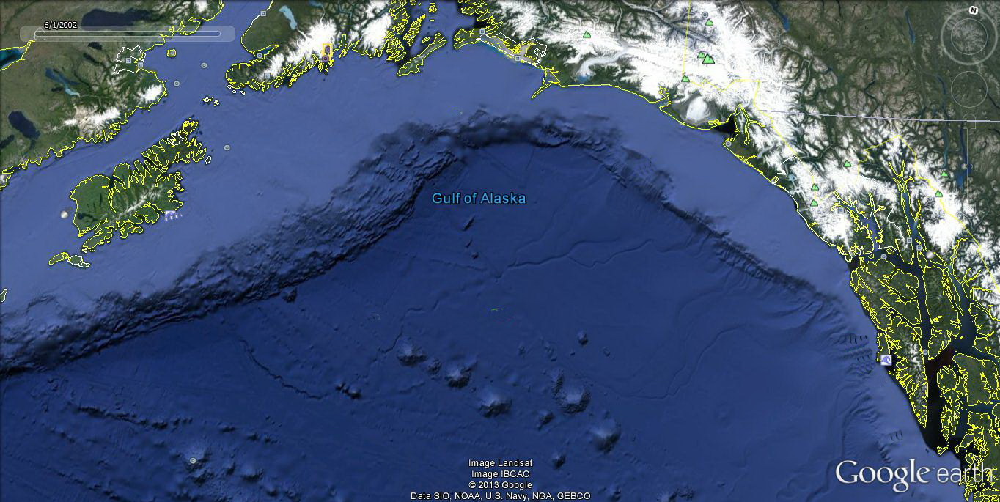 6/1/2002
N
Gulf of Alaska
Image Landsat
Image IBCAO
© 2013 Google
Data SIO, NOAA, U.S. Navy, NGA, GEBCO
Google earth